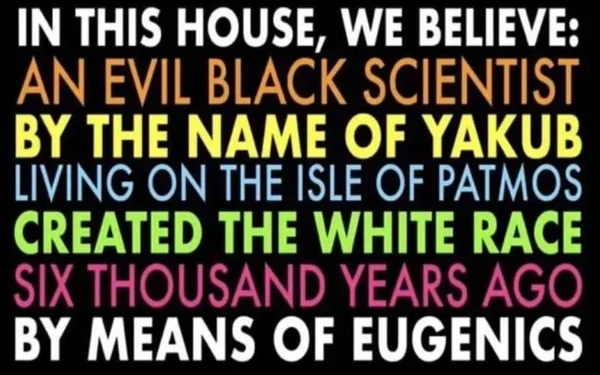 IN THIS HOUSE, WE BELIEVE:
AN EVIL BLACK SCIENTIST
BY THE NAME OF YAKUB
LIVING ON THE ISLE OF PATMOS
CREATED THE WHITE RACE
SIX THOUSAND YEARS AGO
BY MEANS OF EUGENICS